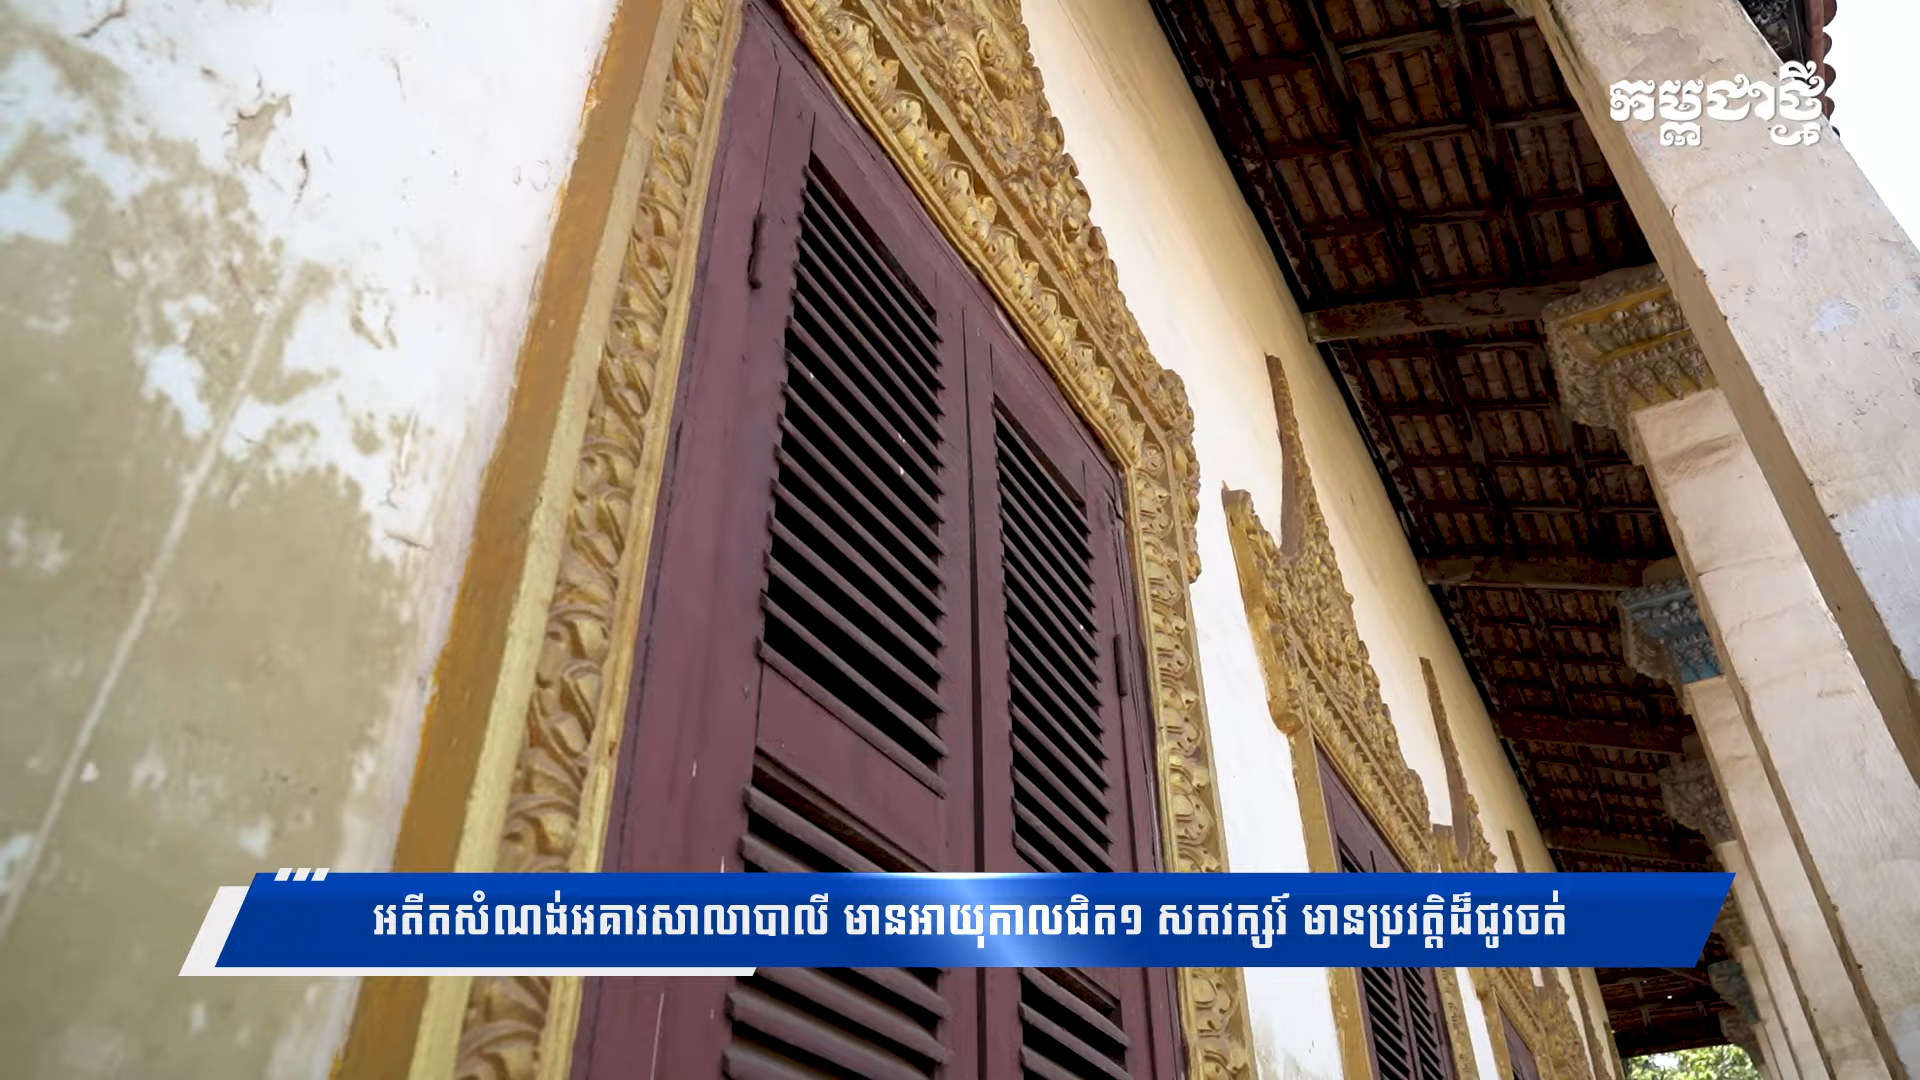 កម្ពុជាថ្មី
អតីតសំណង់អគារសាលាបាលី មានអាយុកាលជិត១ សតវត្សរ៍ មានប្រវត្តិដ៏ជូរចត់